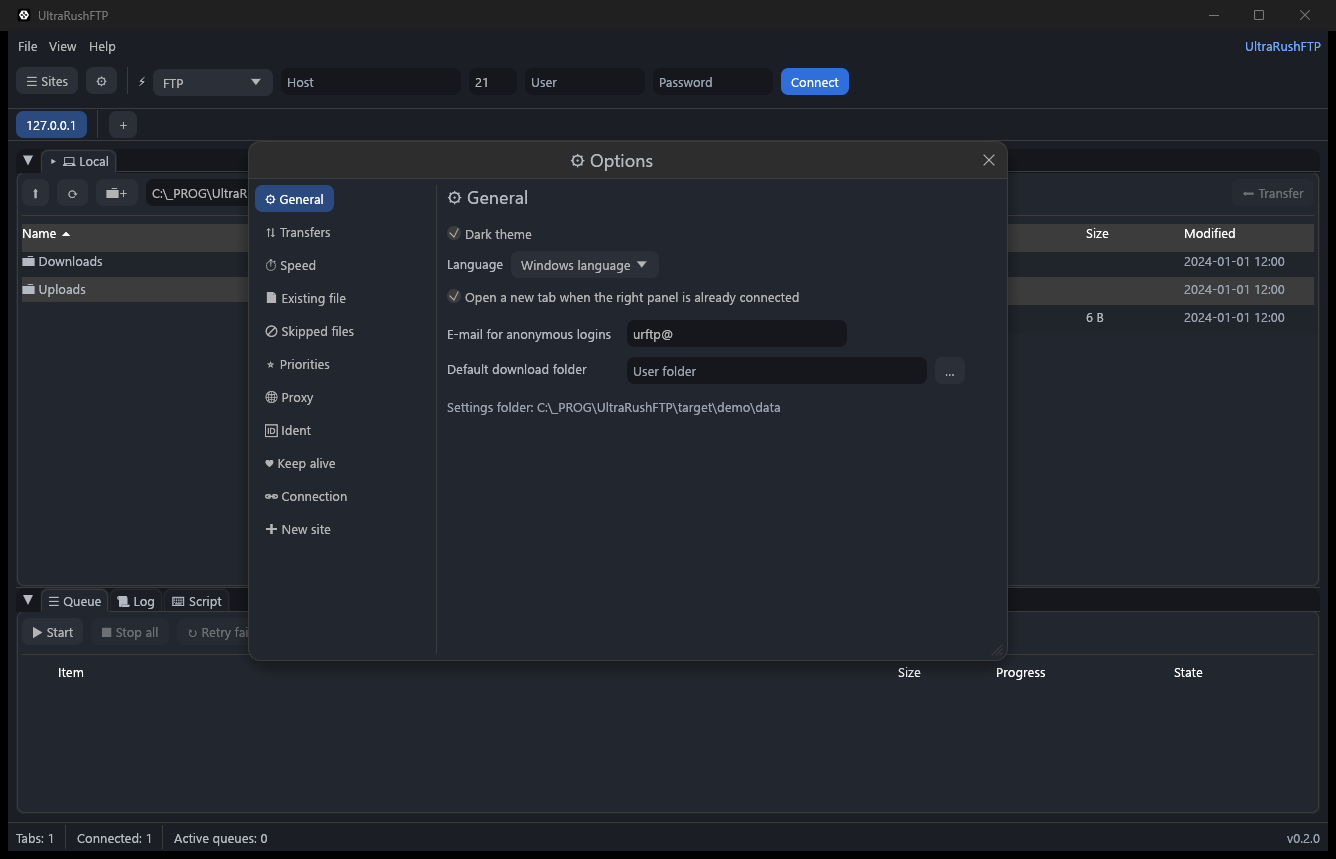 UltraRushFTP
File View Help UltraRushFTP
Sites FTP Host 21 User Password Connect
127.0.0.1 +
Local
C:\_PROG\UltraR
Transfer
Name Size Modified
Downloads 2024-01-01 12:00
Uploads 2024-01-01 12:00
6 B 2024-01-01 12:00
Options
General
Transfers
Speed
Existing file
Skipped files
Priorities
Proxy
Ident
Keep alive
Connection
New site
General
Dark theme
Language Windows language
Open a new tab when the right panel is already connected
E-mail for anonymous logins urftp@
Default download folder User folder ...
Settings folder: C:\_PROG\UltraRushFTP\target\demo\data
Queue Log Script
Start Stop all Retry fai
Item Size Progress State
Tabs: 1 Connected: 1 Active queues: 0 v0.2.0